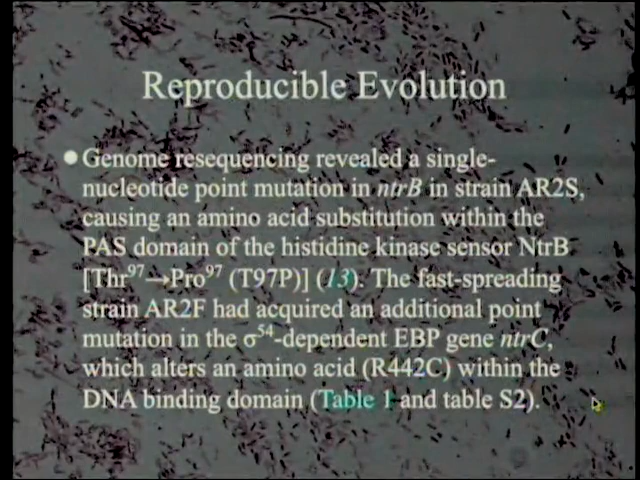 Reproducible Evolution
● Genome resequencing revealed a single-
nucleotide point mutation in ntrB in strain AR2S,
causing an amino acid substitution within the
PAS domain of the histidine kinase sensor NtrB
[Thr⁹⁷→Pro⁹⁷ (T97P)] (13). The fast-spreading
strain AR2F had acquired an additional point
mutation in the σ⁵⁴-dependent EBP gene ntrC,
which alters an amino acid (R442C) within the
DNA binding domain (Table 1 and table S2).